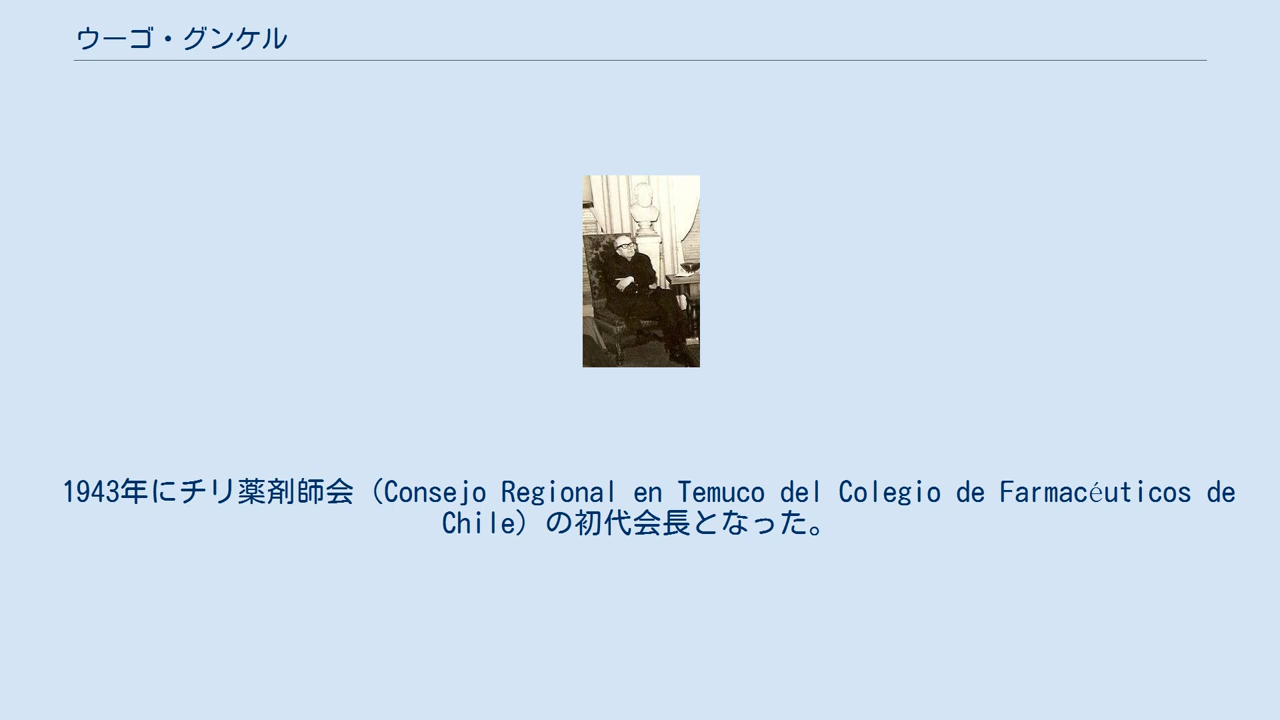 ウーゴ・グンケル
1943年にチリ薬剤師会（Consejo Regional en Temuco del Colegio de Farmacéuticos de
Chile）の初代会長となった。